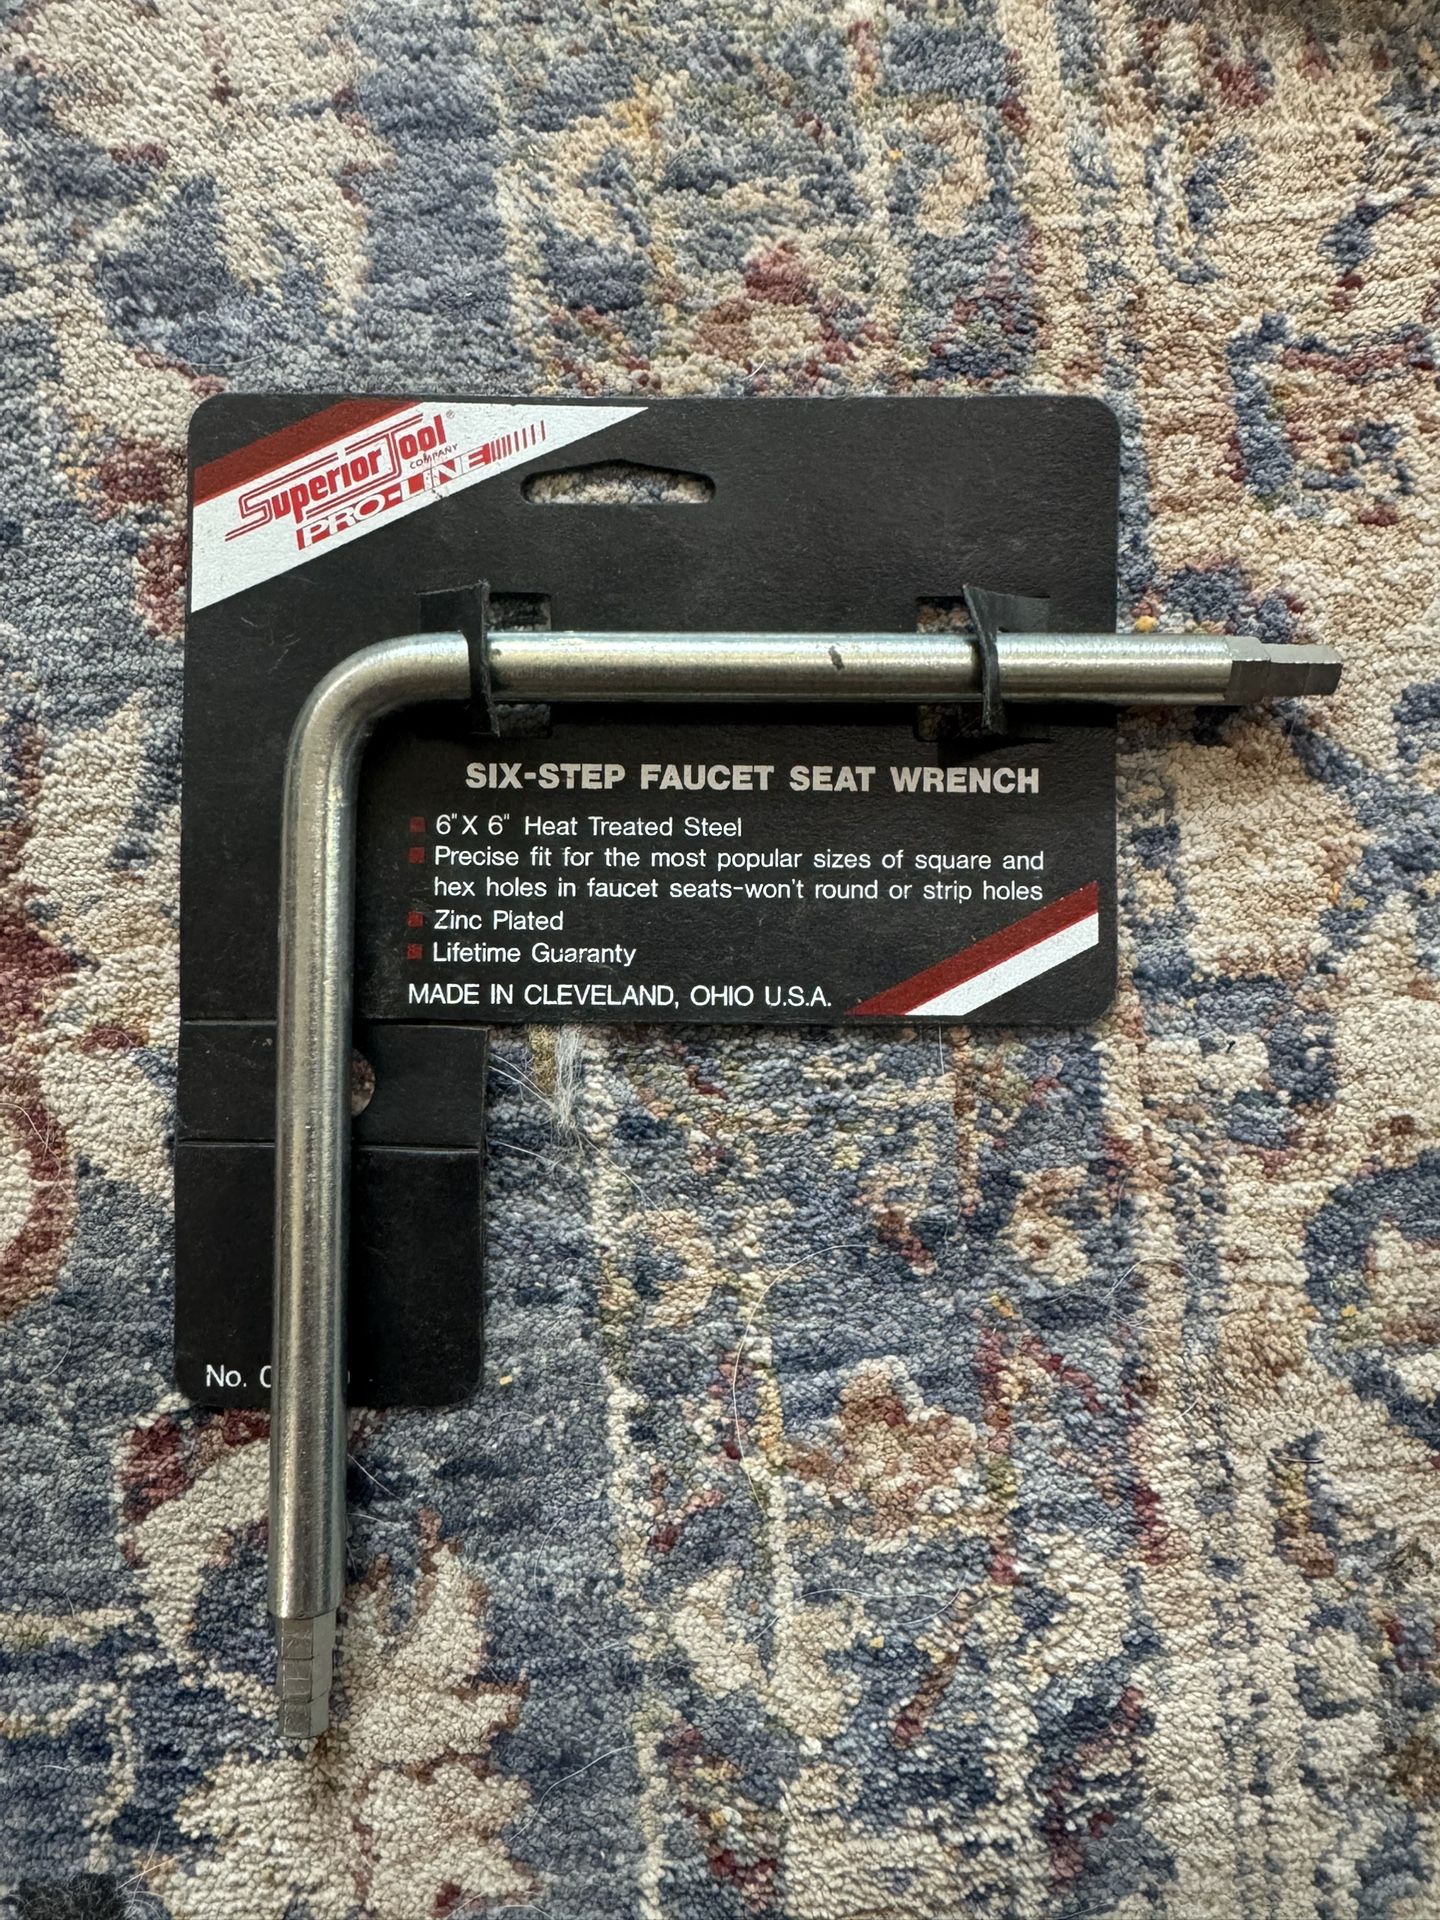 Superior Tool®
COMPANY
PRO-LINE
SIX-STEP FAUCET SEAT WRENCH
6" X 6" Heat Treated Steel
Precise fit for the most popular sizes of square and
hex holes in faucet seats-won't round or strip holes
Zinc Plated
Lifetime Guaranty
MADE IN CLEVELAND, OHIO U.S.A.
No.